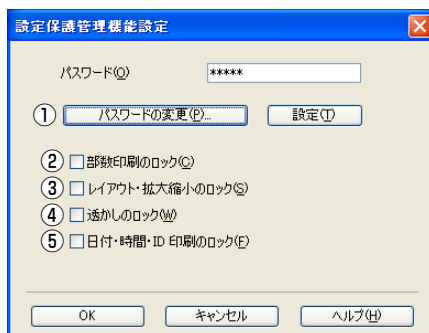 設定保護管理機能設定
パスワード(O) *****
① パスワードの変更(P)... 設定(T)
② 部数印刷のロック(C)
③ レイアウト・拡大縮小のロック(S)
④ 透かしのロック(W)
⑤ 日付・時間・ID 印刷のロック(F)
OK キャンセル ヘルプ(H)